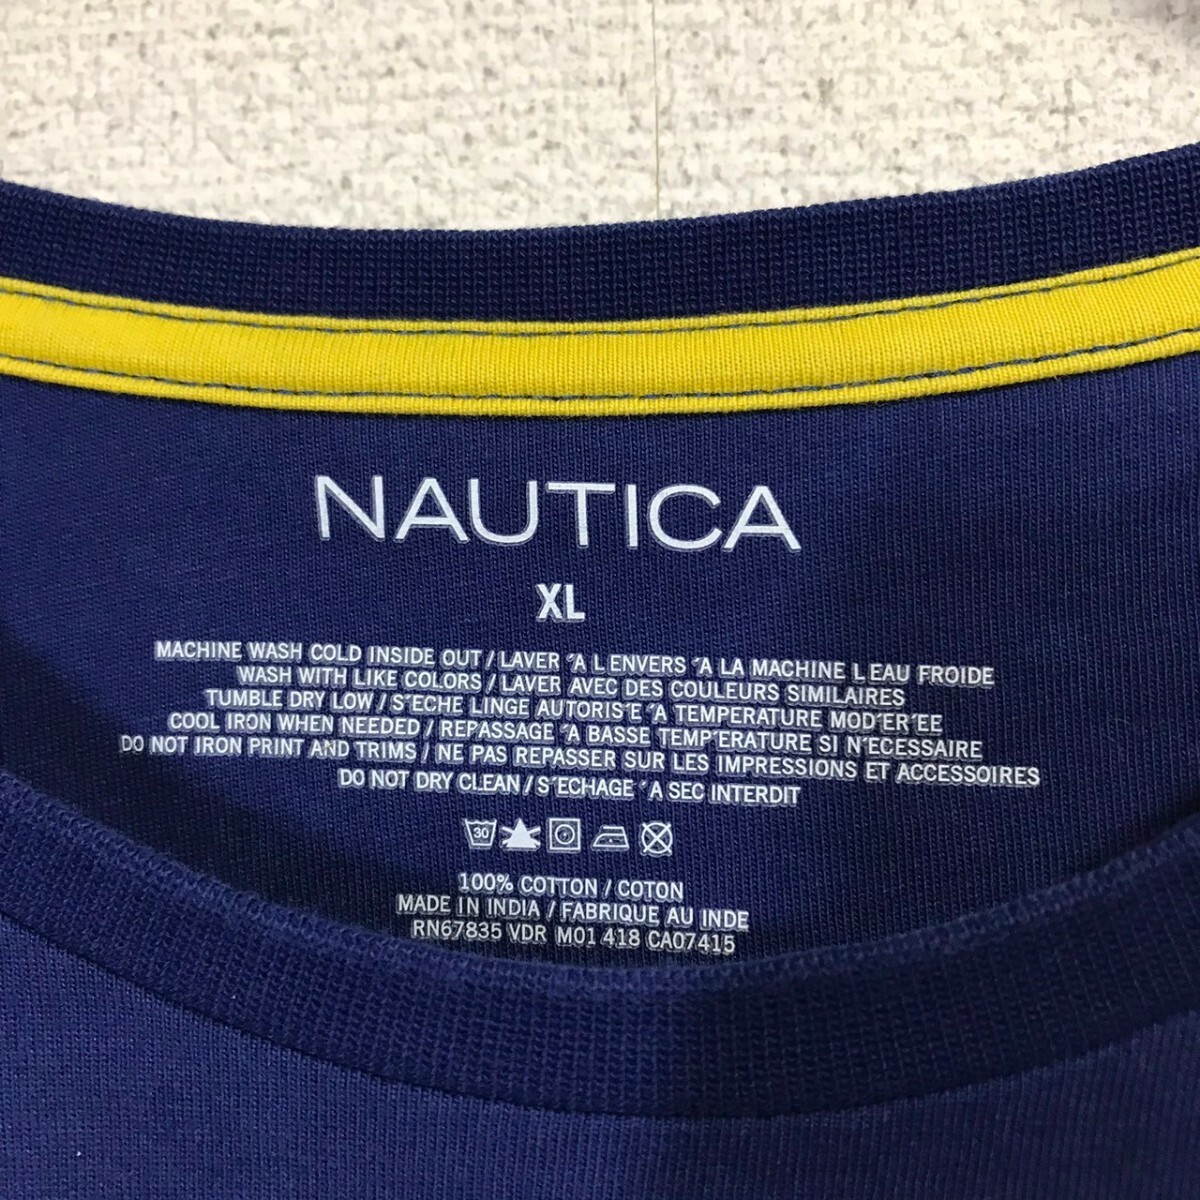 NAUTICA
XL
MACHINE WASH COLD INSIDE OUT / LAVER ´A L ENVERS ´A LA MACHINE L EAU FROIDE
WASH WITH LIKE COLORS / LAVER AVEC DES COULEURS SIMILAIRES
TUMBLE DRY LOW / S´ECHE LINGE AUTORIS´E ´A TEMPERATURE MOD´ER´EE
COOL IRON WHEN NEEDED / REPASSAGE ´A BASSE TEMP´ERATURE SI N´ECESSAIRE
DO NOT IRON PRINT AND TRIMS / NE PAS REPASSER SUR LES IMPRESSIONS ET ACCESSOIRES
DO NOT DRY CLEAN / S´ECHAGE ´A SEC INTERDIT
30
100% COTTON / COTON
MADE IN INDIA / FABRIQUE AU INDE
RN67835 VDR M01 418 CA07415